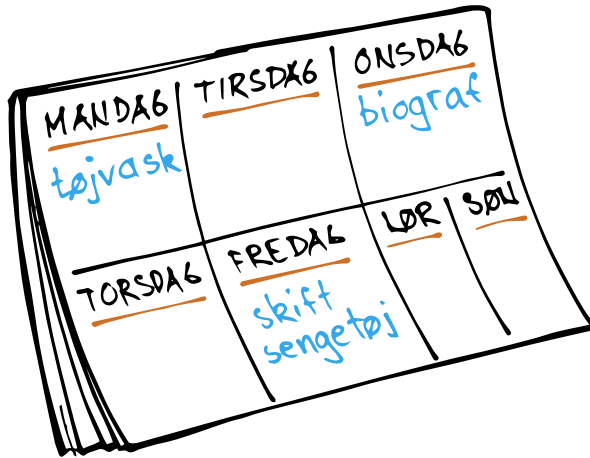 MANDAG
tøjvask
TIRSDAG
ONSDAG
biograf
TORSDAG
FREDAG
skift
sengetøj
LØR
SØN